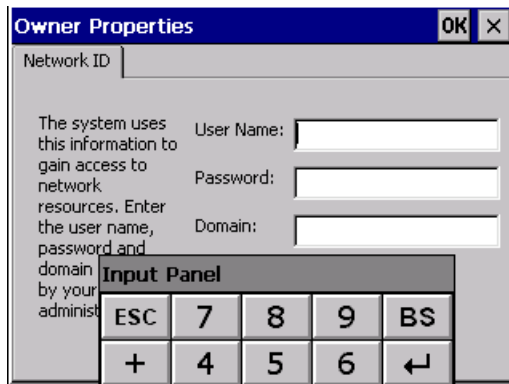 Owner Properties OK ×
Network ID
The system uses
this information to
gain access to
network
resources. Enter
the user name,
password and
domain
by your
administ
User Name:
Password:
Domain:
Input Panel
ESC 7 8 9 BS
+ 4 5 6 ↵